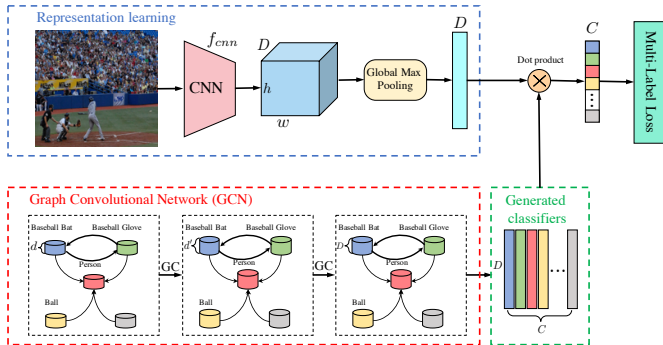 Representation learning
f_cnn
CNN
D
h
w
Global Max
Pooling
D
Dot product
C
Multi-Label Loss
Graph Convolutional Network (GCN)
Baseball Bat
Baseball Glove
d
Person
Ball
GC
Baseball Bat
Baseball Glove
d'
Person
Ball
GC
Baseball Bat
Baseball Glove
D
Person
Ball
Generated
classifiers
D
C